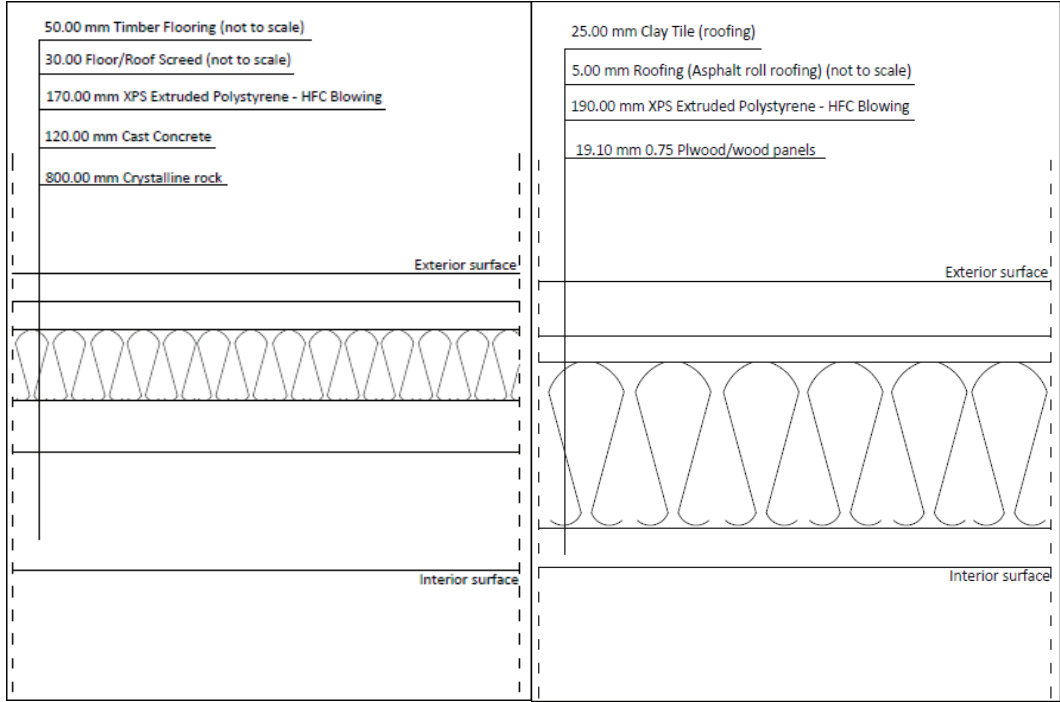 50.00 mm Timber Flooring (not to scale)
30.00 Floor/Roof Screed (not to scale)
170.00 mm XPS Extruded Polystyrene - HFC Blowing
120.00 mm Cast Concrete
800.00 mm Crystalline rock
Exterior surface
Interior surface
25.00 mm Clay Tile (roofing)
5.00 mm Roofing (Asphalt roll roofing) (not to scale)
190.00 mm XPS Extruded Polystyrene - HFC Blowing
19.10 mm 0.75 Plwood/wood panels
Exterior surface
Interior surface